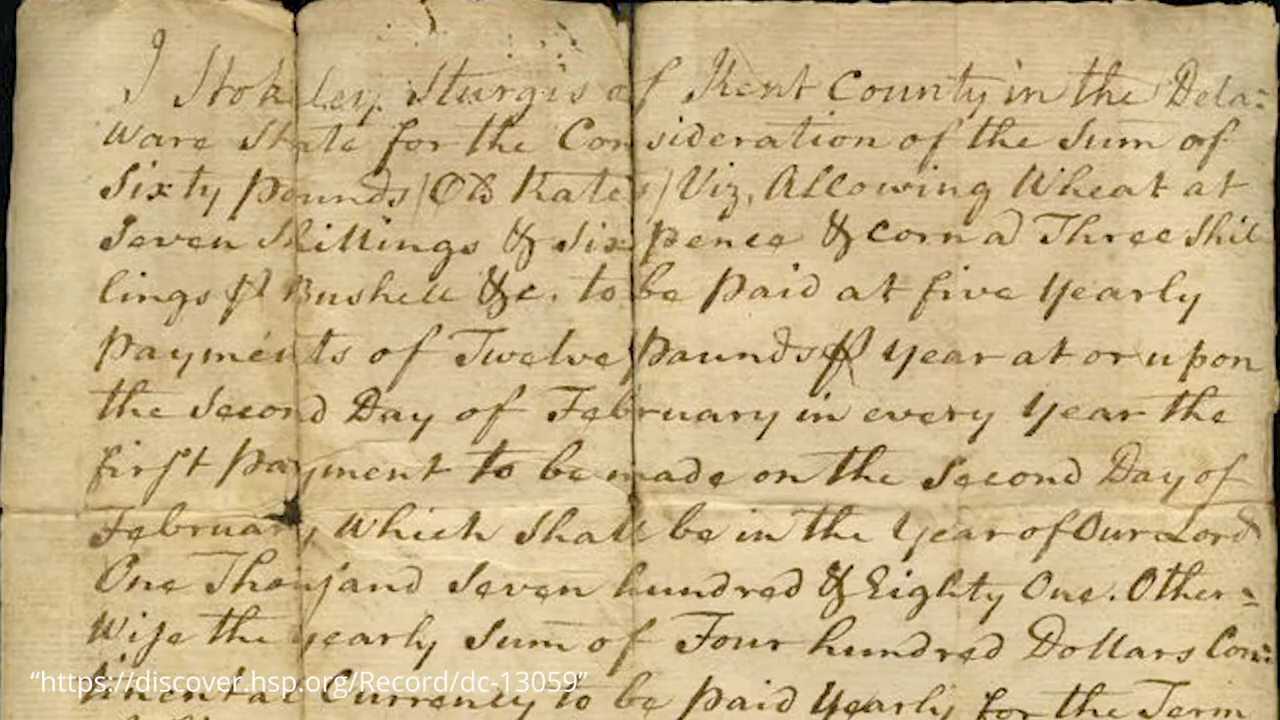 I Stokeley Sturgis of Kent County in the Dela=
Ware State for the Consideration of the Sum of
Sixty pounds (Old Rates) Viz, Allowing Wheat at
Seven Shillings & Six pence & Corn a Three Shil
lings ⅌ Bushell &c. to be paid at five Yearly
Payments of Twelve Paunds ⅌ Year at or upon
the Second Day of February in every Year the
first Payment to be made on the Second Day of
February Which Shall be in the Year of Our Lord
One Thousand Seven hundred & Eighty One. Other=
Wise the yearly Sum of Four hundred Dollars Con=
tinental Currency to be paid Yearly for the Term
“https://discover.hsp.org/Record/dc-13059”